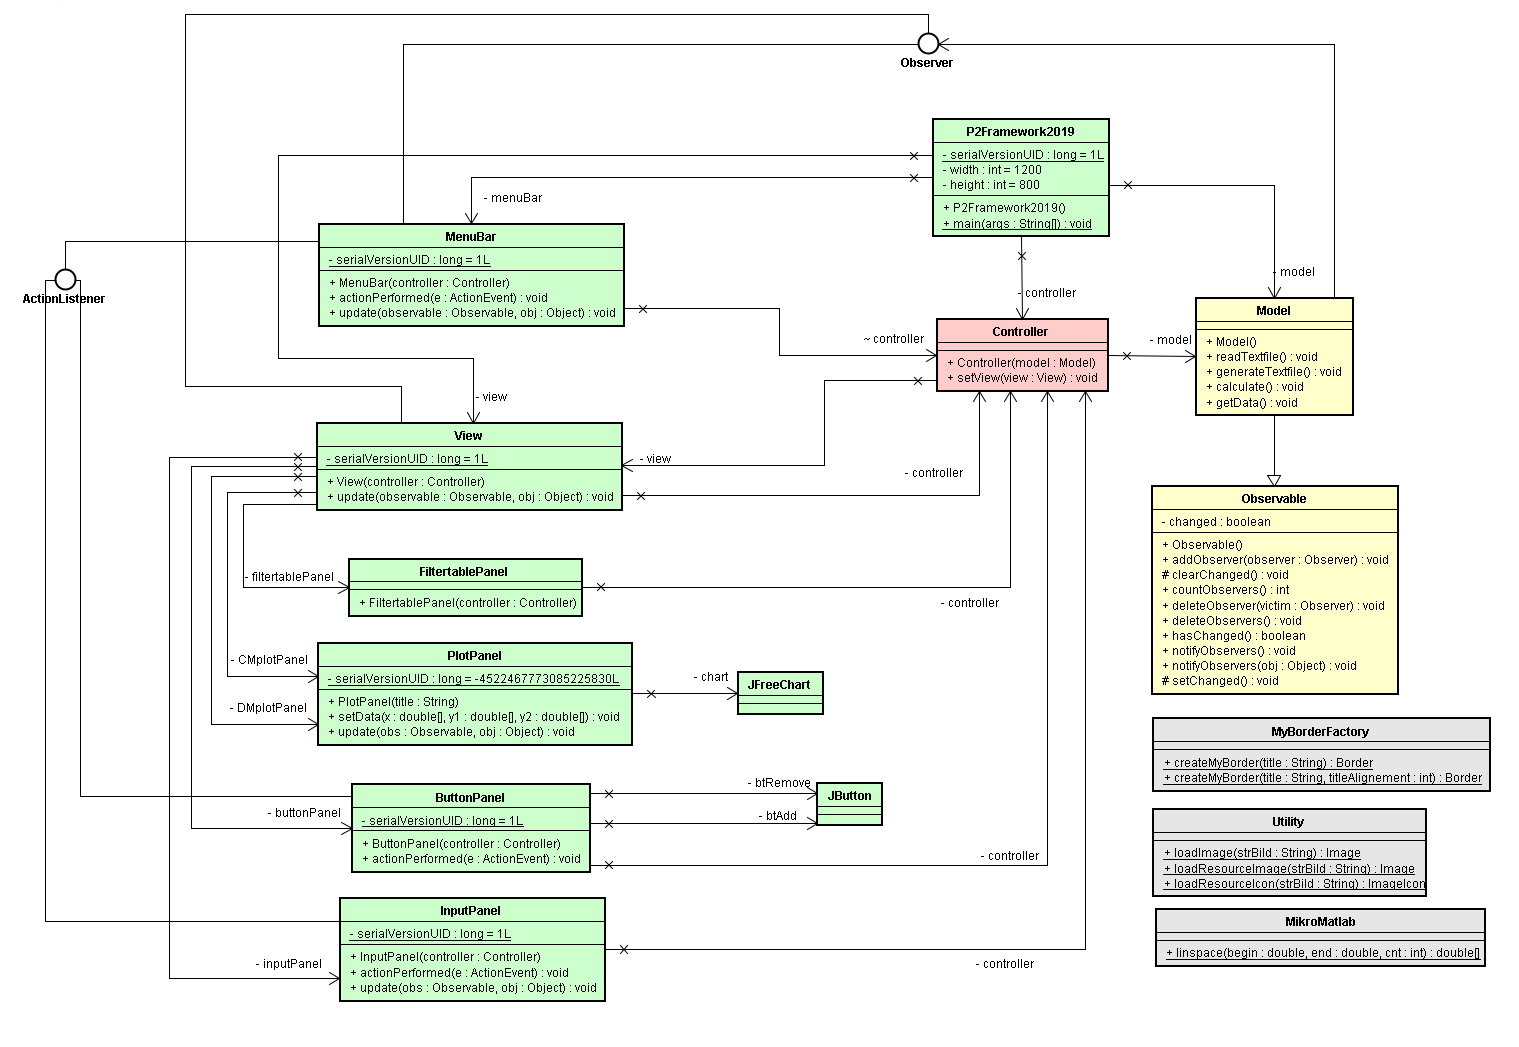 Observer
P2Framework2019
- serialVersionUID : long = 1L
- width : int = 1200
- height : int = 800
+ P2Framework2019()
+ main(args : String[]) : void
- menuBar
MenuBar
- serialVersionUID : long = 1L
+ MenuBar(controller : Controller)
+ actionPerformed(e : ActionEvent) : void
+ update(observable : Observable, obj : Object) : void
ActionListener
- model
- controller
~ controller
Controller
+ Controller(model : Model)
+ setView(view : View) : void
- model
Model
+ Model()
+ readTextfile() : void
+ generateTextfile() : void
+ calculate() : void
+ getData() : void
- view
View
- serialVersionUID : long = 1L
+ View(controller : Controller)
+ update(observable : Observable, obj : Object) : void
- view
- controller
Observable
- changed : boolean
+ Observable()
+ addObserver(observer : Observer) : void
# clearChanged() : void
+ countObservers() : int
+ deleteObserver(victim : Observer) : void
+ deleteObservers() : void
+ hasChanged() : boolean
+ notifyObservers() : void
+ notifyObservers(obj : Object) : void
# setChanged() : void
- filtertablePanel
FiltertablePanel
+ FiltertablePanel(controller : Controller)
- controller
- CMplotPanel
- DMplotPanel
PlotPanel
- serialVersionUID : long = -4522467773085225830L
+ PlotPanel(title : String)
+ setData(x : double[], y1 : double[], y2 : double[]) : void
+ update(obs : Observable, obj : Object) : void
- chart
JFreeChart
MyBorderFactory
+ createMyBorder(title : String) : Border
+ createMyBorder(title : String, titleAlignement : int) : Border
- buttonPanel
ButtonPanel
- serialVersionUID : long = 1L
+ ButtonPanel(controller : Controller)
+ actionPerformed(e : ActionEvent) : void
- btRemove
- btAdd
JButton
- controller
Utility
+ loadImage(strBild : String) : Image
+ loadResourceImage(strBild : String) : Image
+ loadResourceIcon(strBild : String) : ImageIcon
- inputPanel
InputPanel
- serialVersionUID : long = 1L
+ InputPanel(controller : Controller)
+ actionPerformed(e : ActionEvent) : void
+ update(obs : Observable, obj : Object) : void
- controller
MikroMatlab
+ linspace(begin : double, end : double, cnt : int) : double[]